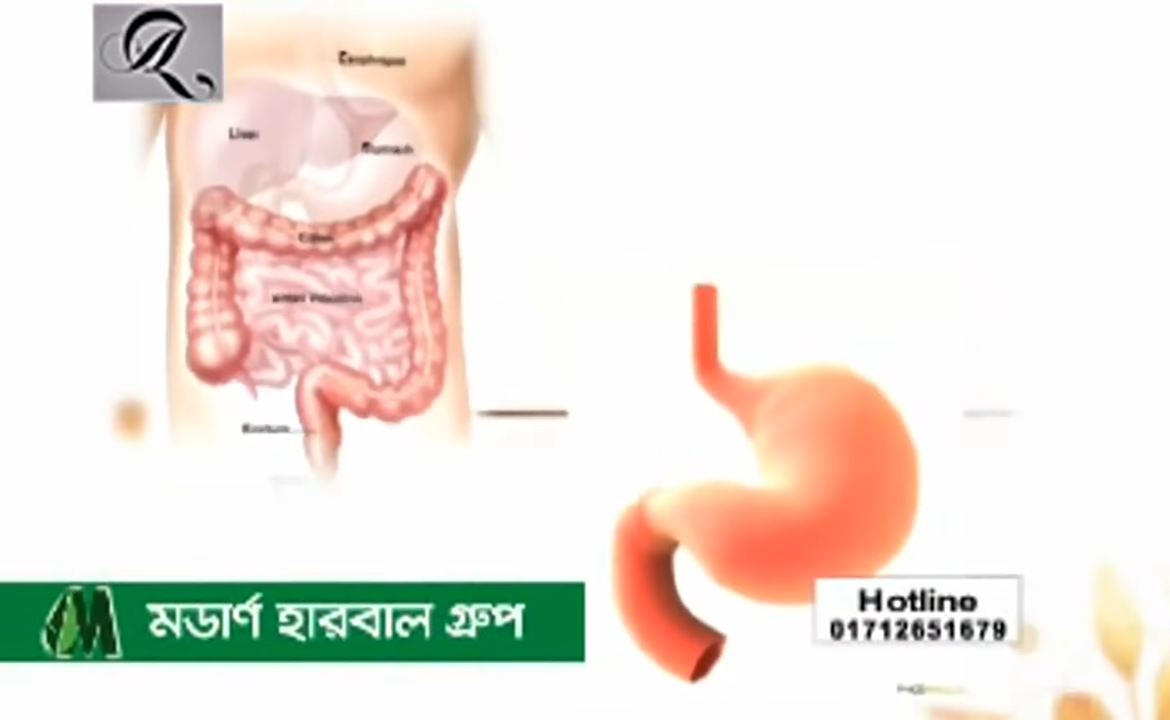 Esophagus
Liver
Stomach
Colon
Small Intestine
Rectum
মডার্ণ হারবাল গ্রুপ
Hotline
01712651679